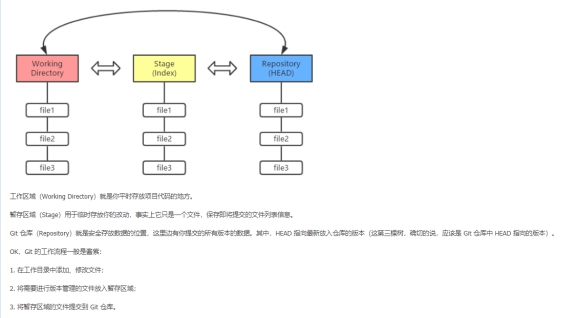 Working
Directory
Stage
(Index)
Repository
(HEAD)
file1
file1
file1
file2
file2
file2
file3
file3
file3
工作区域（Working Directory）就是你平时存放项目代码的地方。
暂存区域（Stage）用于临时存放你的改动，事实上它只是一个文件，保存即将提交的文件列表信息。
Git 仓库（Repository）就是安全存放数据的位置，这里边有你提交的所有版本的数据。其中，HEAD 指向最新放入仓库的版本（这第三棵树，确切的说，应该是 Git 仓库中 HEAD 指向的版本）。
OK，Git 的工作流程一般是酱紫：
1. 在工作目录中添加、修改文件；
2. 将需要进行版本管理的文件放入暂存区域；
3. 将暂存区域的文件提交到 Git 仓库。